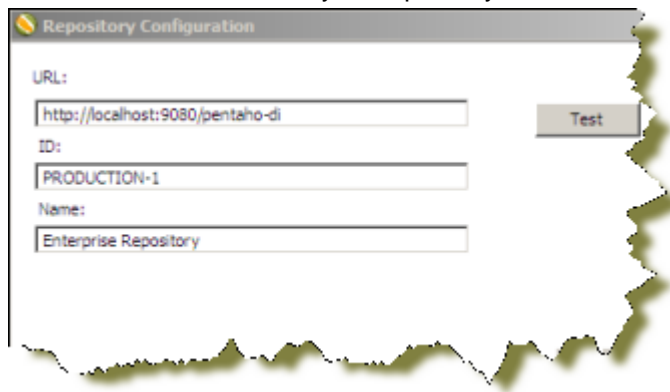 Repository Configuration
URL:
http://localhost:9080/pentaho-di
Test
ID:
PRODUCTION-1
Name:
Enterprise Repository